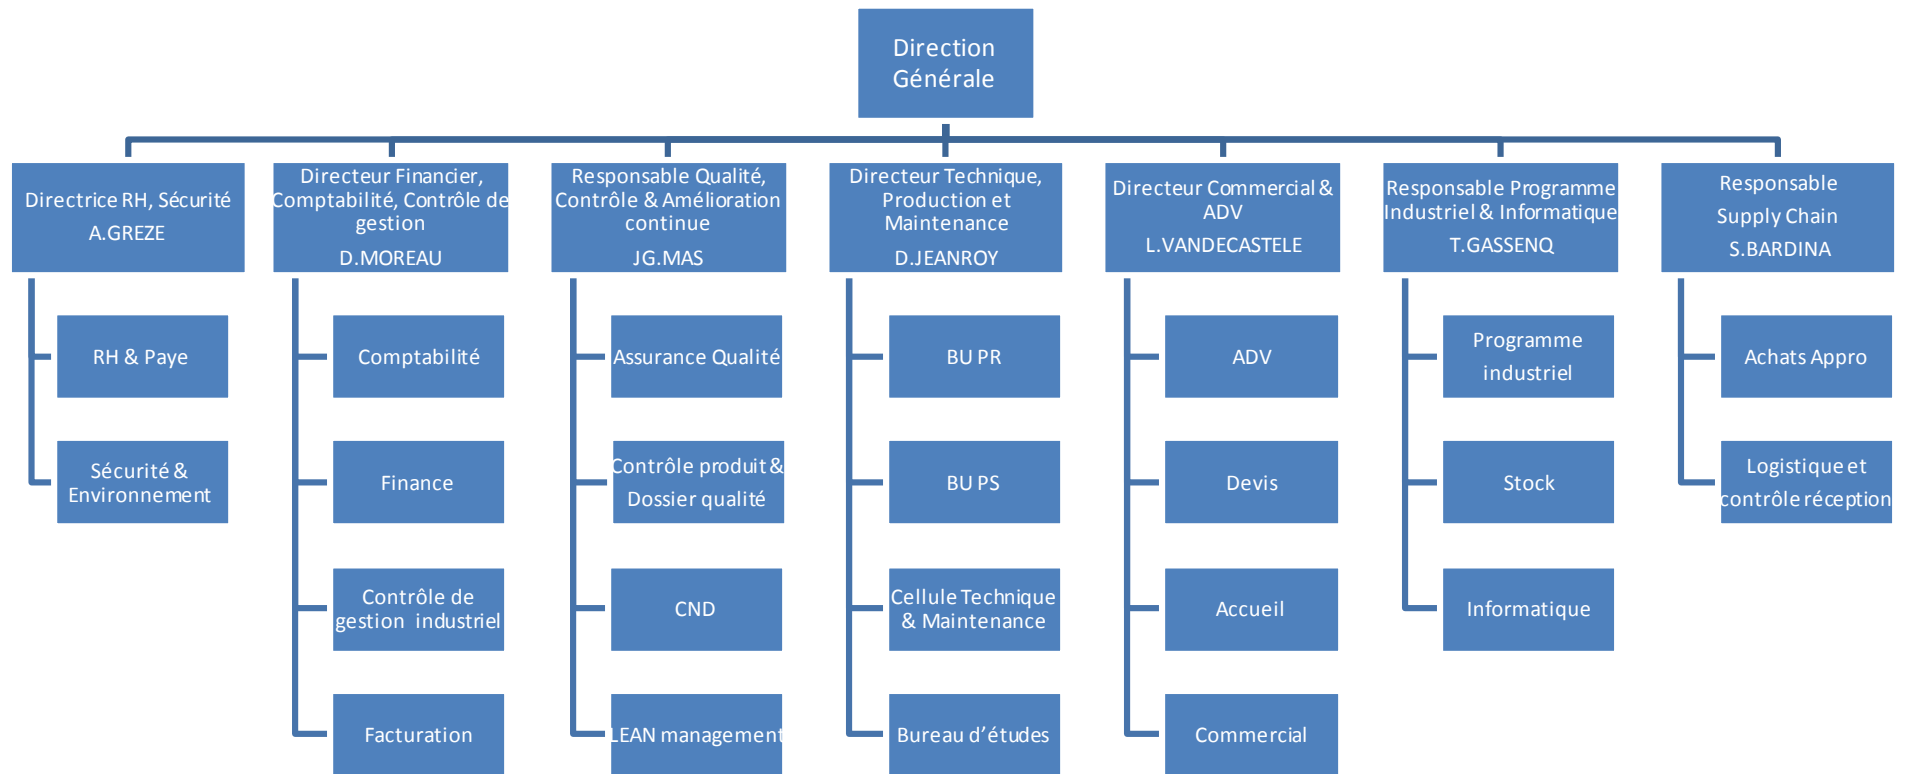 Direction
Générale
Directrice RH, Sécurité
A.GREZE
Directeur Financier,
Comptabilité, Contrôle de
gestion
D.MOREAU
Responsable Qualité,
Contrôle & Amélioration
continue
JG.MAS
Directeur Technique,
Production et
Maintenance
D.JEANROY
Directeur Commercial &
ADV
L.VANDECASTELE
Responsable Programme
Industriel & Informatique
T.GASSENQ
Responsable
Supply Chain
S.BARDINA
RH & Paye
Sécurité &
Environnement
Comptabilité
Finance
Contrôle de
gestion industriel
Facturation
Assurance Qualité
Contrôle produit &
Dossier qualité
CND
LEAN management
BU PR
BU PS
Cellule Technique
& Maintenance
Bureau d'études
ADV
Devis
Accueil
Commercial
Programme
industriel
Stock
Informatique
Achats Appro
Logistique et
contrôle réception